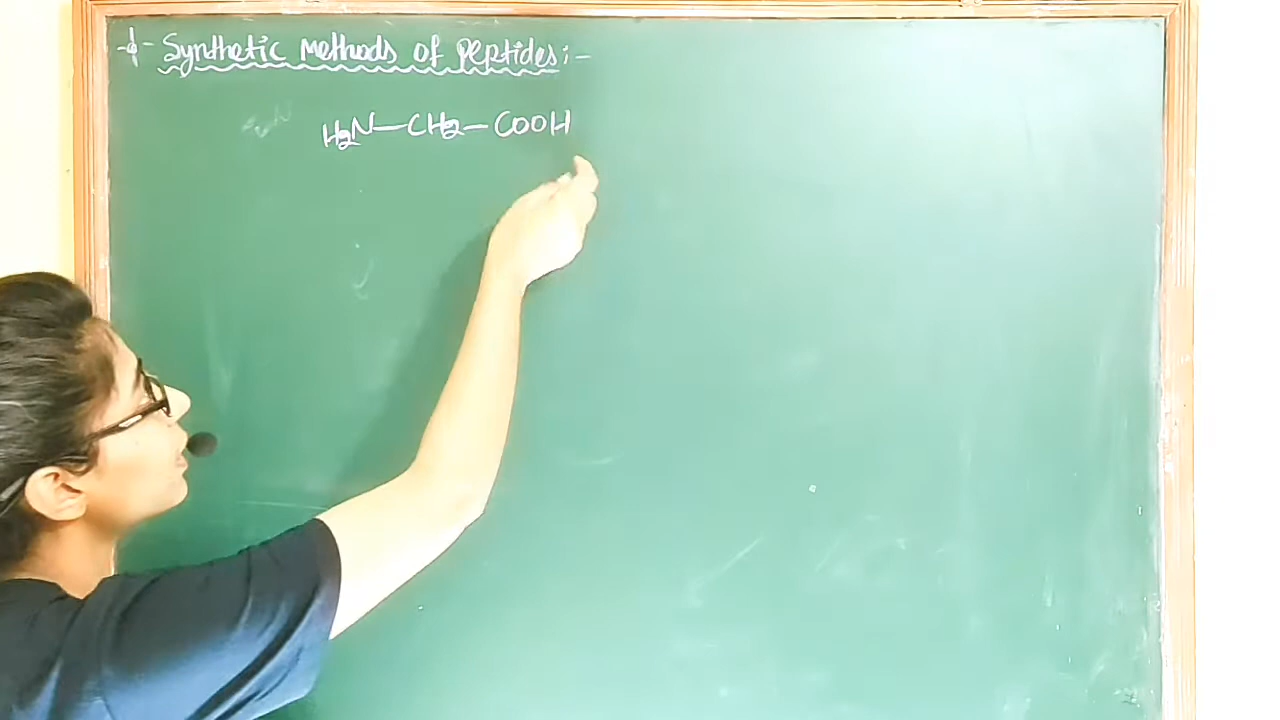 -ϕ- Synthetic Methods of Peptides:-
H2N—CH2—COOH